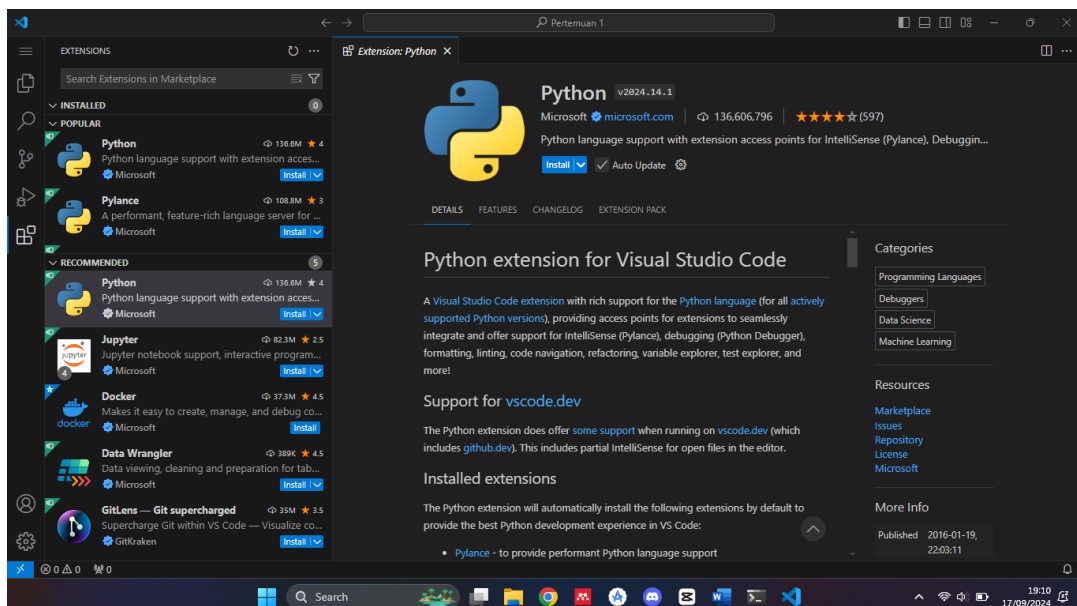 Pertemuan 1
EXTENSIONS
Extension: Python
Search Extensions in Marketplace
INSTALLED
0
POPULAR
Python
136.6M ★ 4
Python language support with extension acces...
Microsoft
Install
Pylance
108.8M ★ 3
A performant, feature-rich language server for ...
Microsoft
Install
RECOMMENDED
5
Python
136.6M ★ 4
Python language support with extension acces...
Microsoft
Install
Jupyter
82.3M ★ 2.5
jupyter
Jupyter notebook support, interactive program...
4
Microsoft
Install
Docker
37.3M ★ 4.5
Makes it easy to create, manage, and debug co...
docker
Microsoft
Install
Data Wrangler
389K ★ 4.5
Data viewing, cleaning and preparation for tab...
Microsoft
Install
GitLens — Git supercharged
35M ★ 3.5
Supercharge Git within VS Code — Visualize co...
GitKraken
Install
Python v2024.14.1
Microsoft microsoft.com 136,606,796 ★★★★☆(597)
Python language support with extension access points for IntelliSense (Pylance), Debuggin...
Install Auto Update
DETAILS FEATURES CHANGELOG EXTENSION PACK
Python extension for Visual Studio Code
A Visual Studio Code extension with rich support for the Python language (for all actively
supported Python versions), providing access points for extensions to seamlessly
integrate and offer support for IntelliSense (Pylance), debugging (Python Debugger),
formatting, linting, code navigation, refactoring, variable explorer, test explorer, and
more!
Support for vscode.dev
The Python extension does offer some support when running on vscode.dev (which
includes github.dev). This includes partial IntelliSense for open files in the editor.
Installed extensions
The Python extension will automatically install the following extensions by default to
provide the best Python development experience in VS Code:
• Pylance - to provide performant Python language support
Categories
Programming Languages
Debuggers
Data Science
Machine Learning
Resources
Marketplace
Issues
Repository
License
Microsoft
More Info
Published 2016-01-19,
22:03:11
0 0 0
Search
19:10
17/09/2024